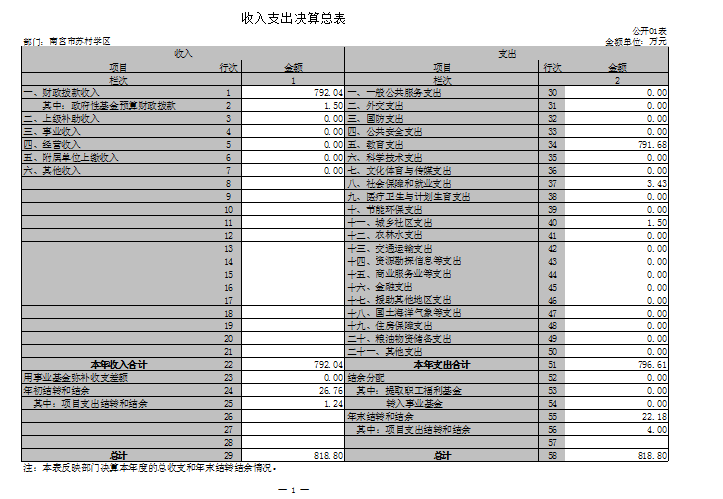 收入支出决算总表
公开01表
部门：南宫市苏村学区 金额单位：万元
收入 支出
项目 行次 金额 项目 行次 金额
栏次 1 栏次 2
一、财政拨款收入 1 792.04 一、一般公共服务支出 30 0.00
其中：政府性基金预算财政拨款 2 1.50 二、外交支出 31 0.00
二、上级补助收入 3 0.00 三、国防支出 32 0.00
三、事业收入 4 0.00 四、公共安全支出 33 0.00
四、经营收入 5 0.00 五、教育支出 34 791.68
五、附属单位上缴收入 6 0.00 六、科学技术支出 35 0.00
六、其他收入 7 0.00 七、文化体育与传媒支出 36 0.00
8 八、社会保障和就业支出 37 3.43
9 九、医疗卫生与计划生育支出 38 0.00
10 十、节能环保支出 39 0.00
11 十一、城乡社区支出 40 1.50
12 十二、农林水支出 41 0.00
13 十三、交通运输支出 42 0.00
14 十四、资源勘探信息等支出 43 0.00
15 十五、商业服务业等支出 44 0.00
16 十六、金融支出 45 0.00
17 十七、援助其他地区支出 46 0.00
18 十八、国土海洋气象等支出 47 0.00
19 十九、住房保障支出 48 0.00
20 二十、粮油物资储备支出 49 0.00
21 二十一、其他支出 50 0.00
本年收入合计 22 792.04 本年支出合计 51 796.61
用事业基金弥补收支差额 23 0.00 结余分配 52 0.00
年初结转和结余 24 26.76 其中：提取职工福利基金 53 0.00
其中：项目支出结转和结余 25 1.24 转入事业基金 54 0.00
26 年末结转和结余 55 22.18
27 其中：项目支出结转和结余 56 4.00
28 57
总计 29 818.80 总计 58 818.80
注：本表反映部门决算本年度的总收支和年末结转结余情况。
— 1 —